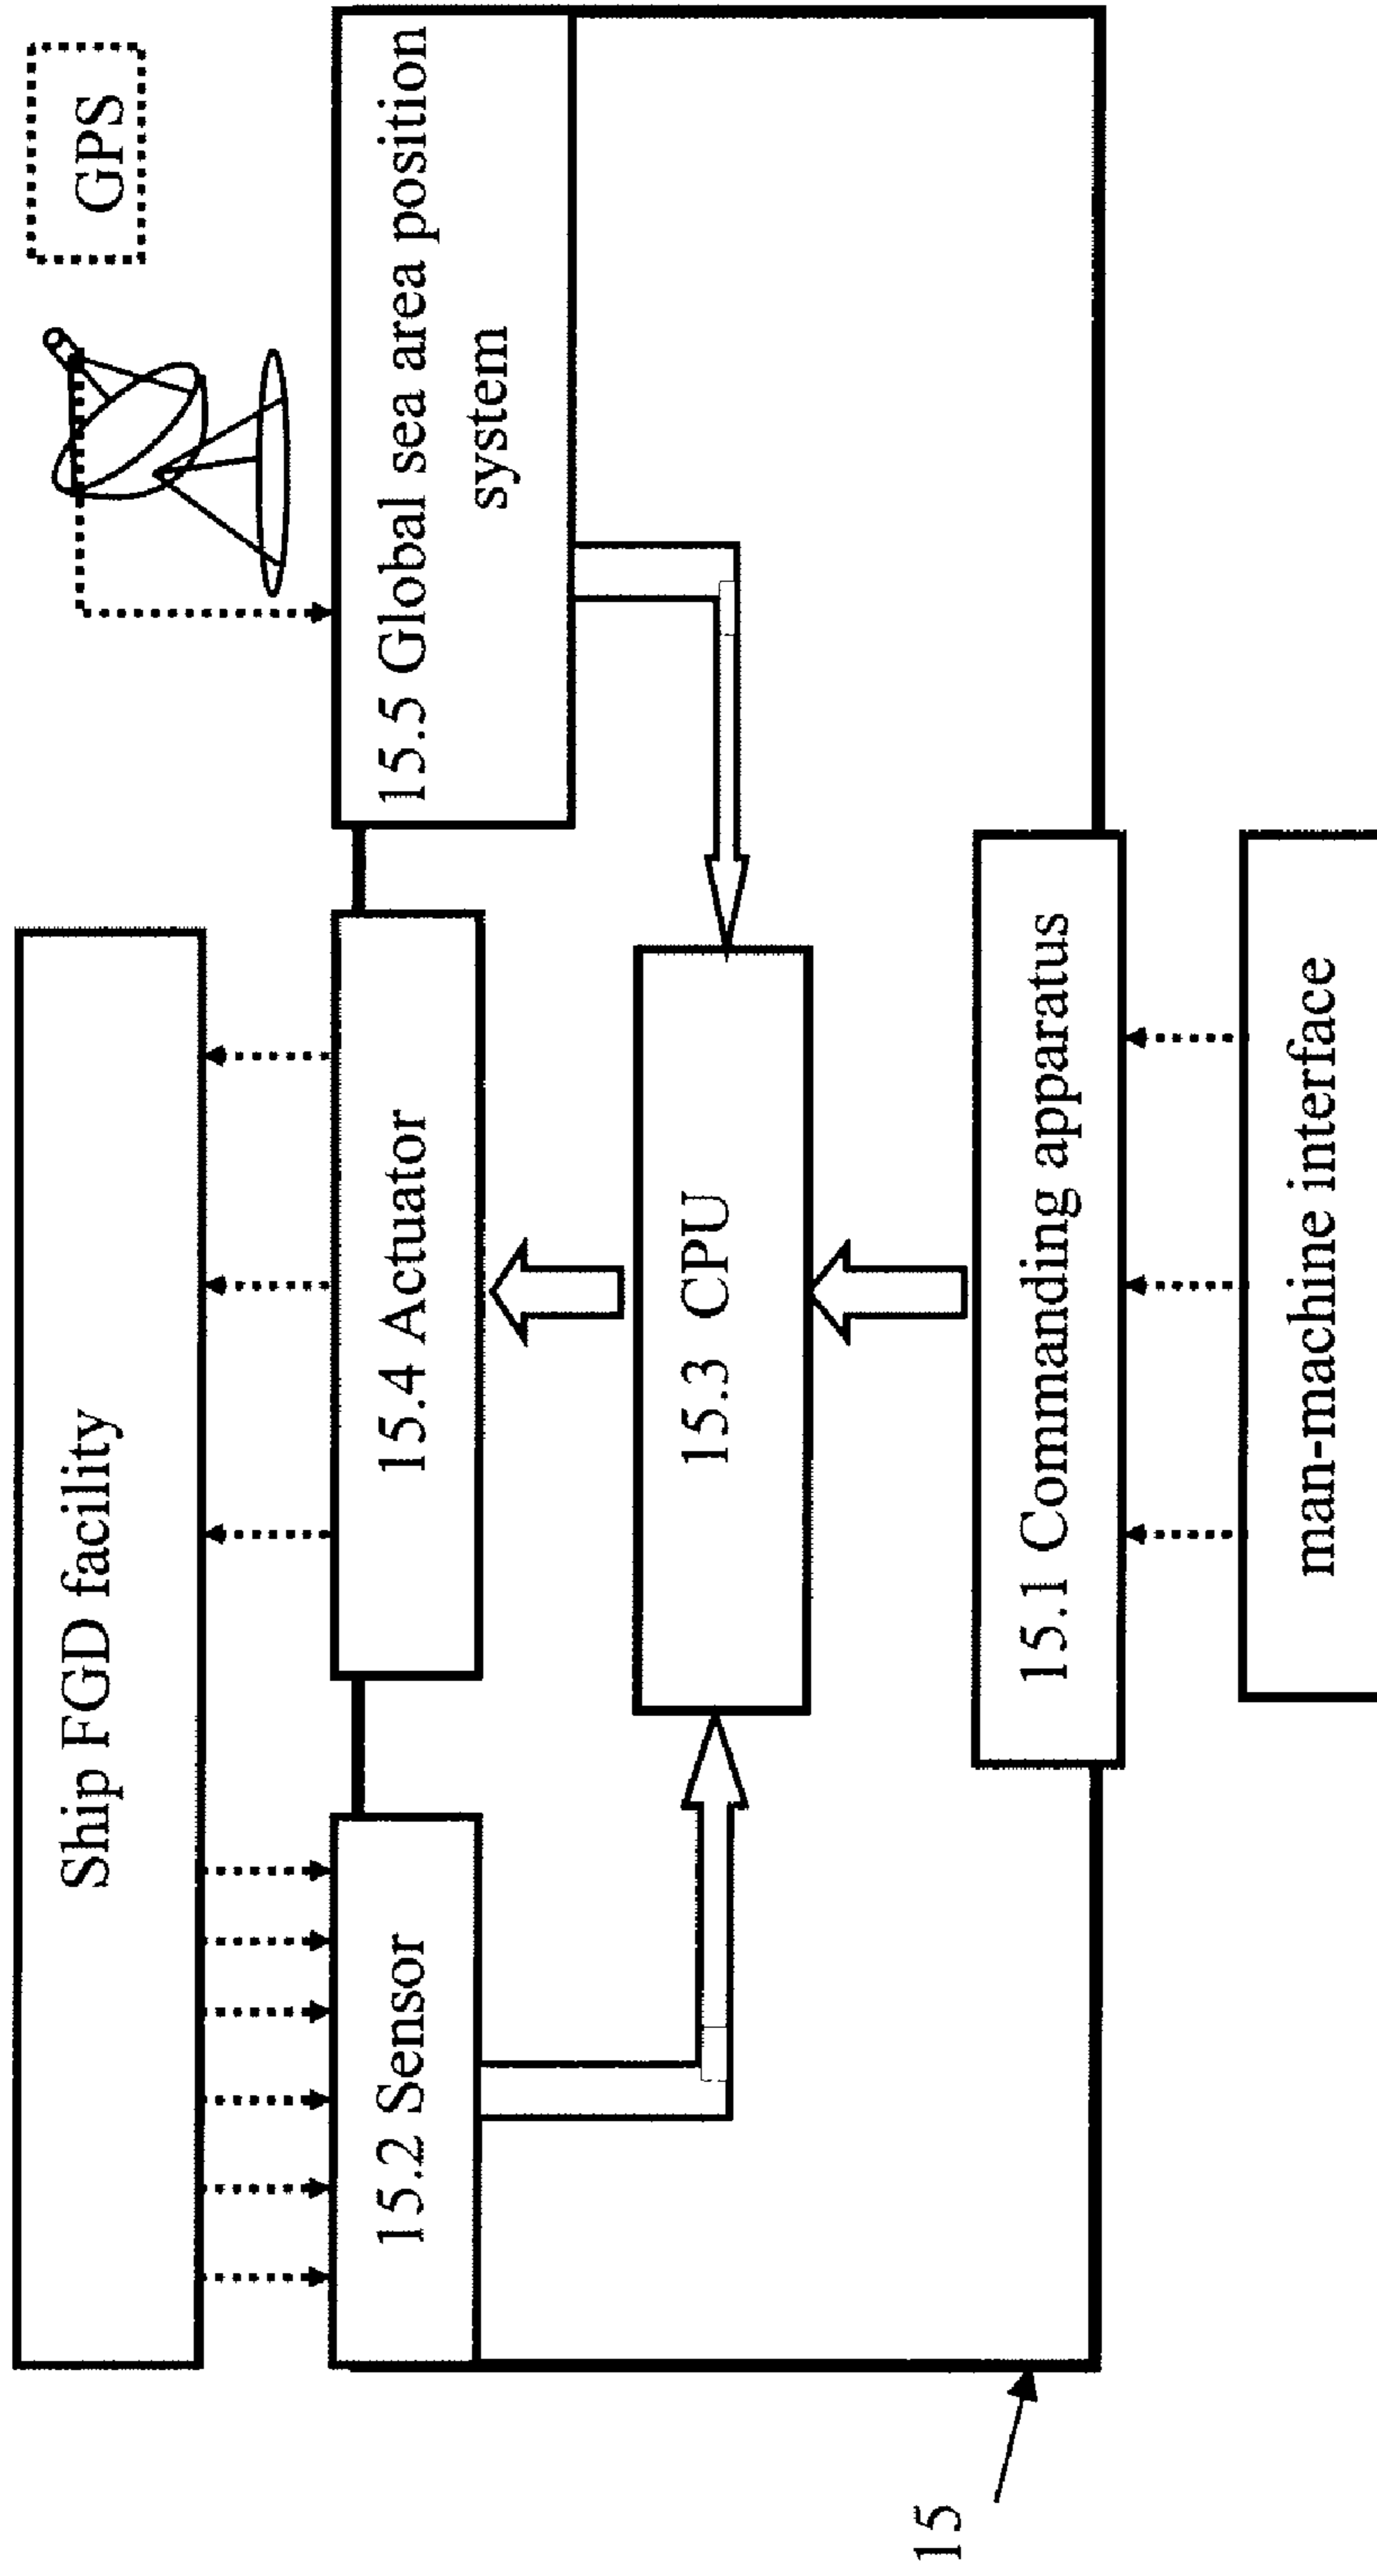 Ship FGD facility
GPS
15.2 Sensor
15.4 Actuator
15.5 Global sea area position
system
15.3 CPU
15.1 Commanding apparatus
15
man-machine interface